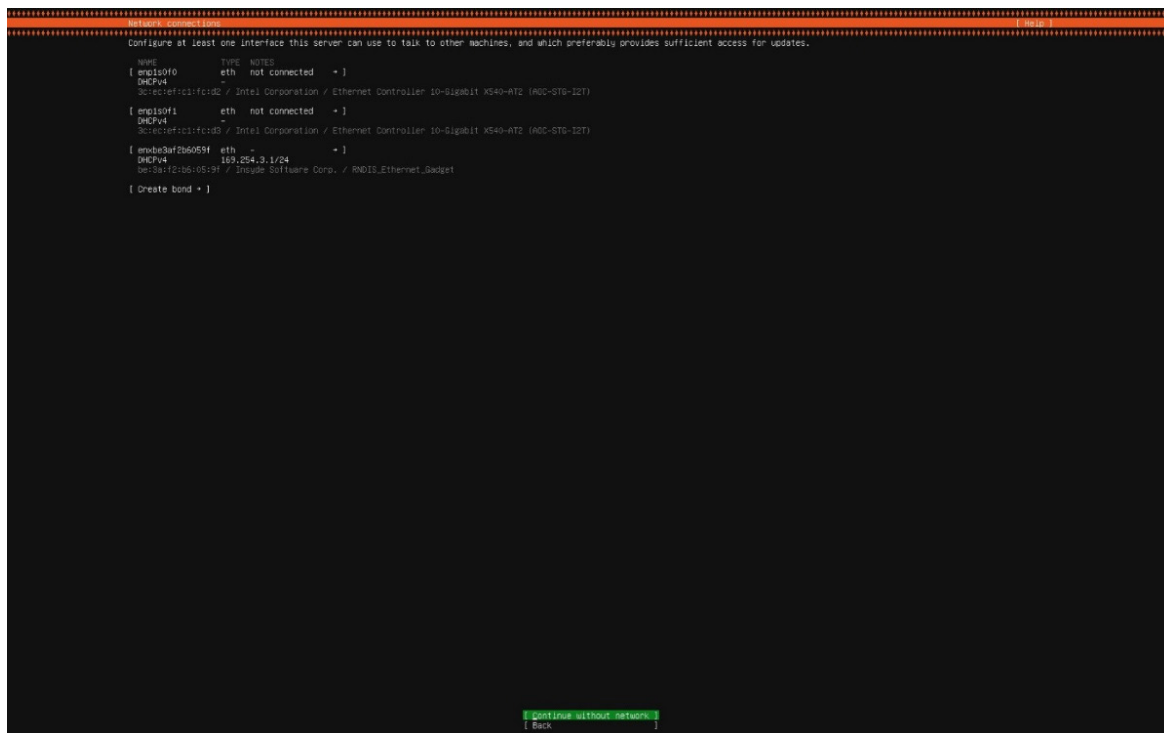 Network connections [ Help ]
Configure at least one interface this server can use to talk to other machines, and which preferably provides sufficient access for updates.
NAME TYPE NOTES
[ enp1s0f0 eth not connected ▸ ]
DHCPv4 -
3c:ec:ef:c1:fc:d2 / Intel Corporation / Ethernet Controller 10-Gigabit X540-AT2 (AOC-STG-I2T)
[ enp1s0f1 eth not connected ▸ ]
DHCPv4 -
3c:ec:ef:c1:fc:d3 / Intel Corporation / Ethernet Controller 10-Gigabit X540-AT2 (AOC-STG-I2T)
[ enxbe3af2b6059f eth - ▸ ]
DHCPv4 169.254.3.1/24
be:3a:f2:b6:05:9f / Insyde Software Corp. / RNDIS_Ethernet_Gadget
[ Create bond ▸ ]
[ Continue without network ]
[ Back ]